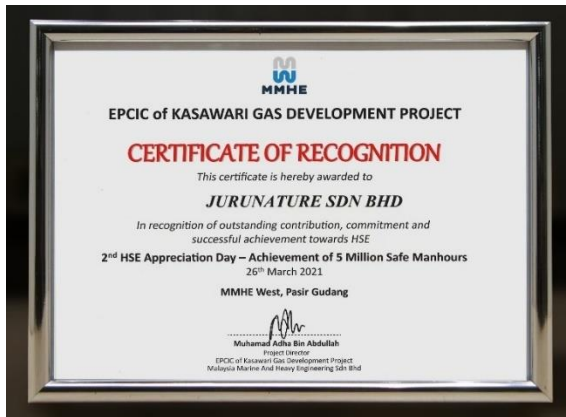 MMHE
EPCIC of KASAWARI GAS DEVELOPMENT PROJECT
CERTIFICATE OF RECOGNITION
This certificate is hereby awarded to
JURUNATURE SDN BHD
In recognition of outstanding contribution, commitment and
successful achievement towards HSE
2nd HSE Appreciation Day – Achievement of 5 Million Safe Manhours
26th March 2021
MMHE West, Pasir Gudang
Muhamad Adha Bin Abdullah
Project Director
EPCIC of Kasawari Gas Development Project
Malaysia Marine And Heavy Engineering Sdn Bhd